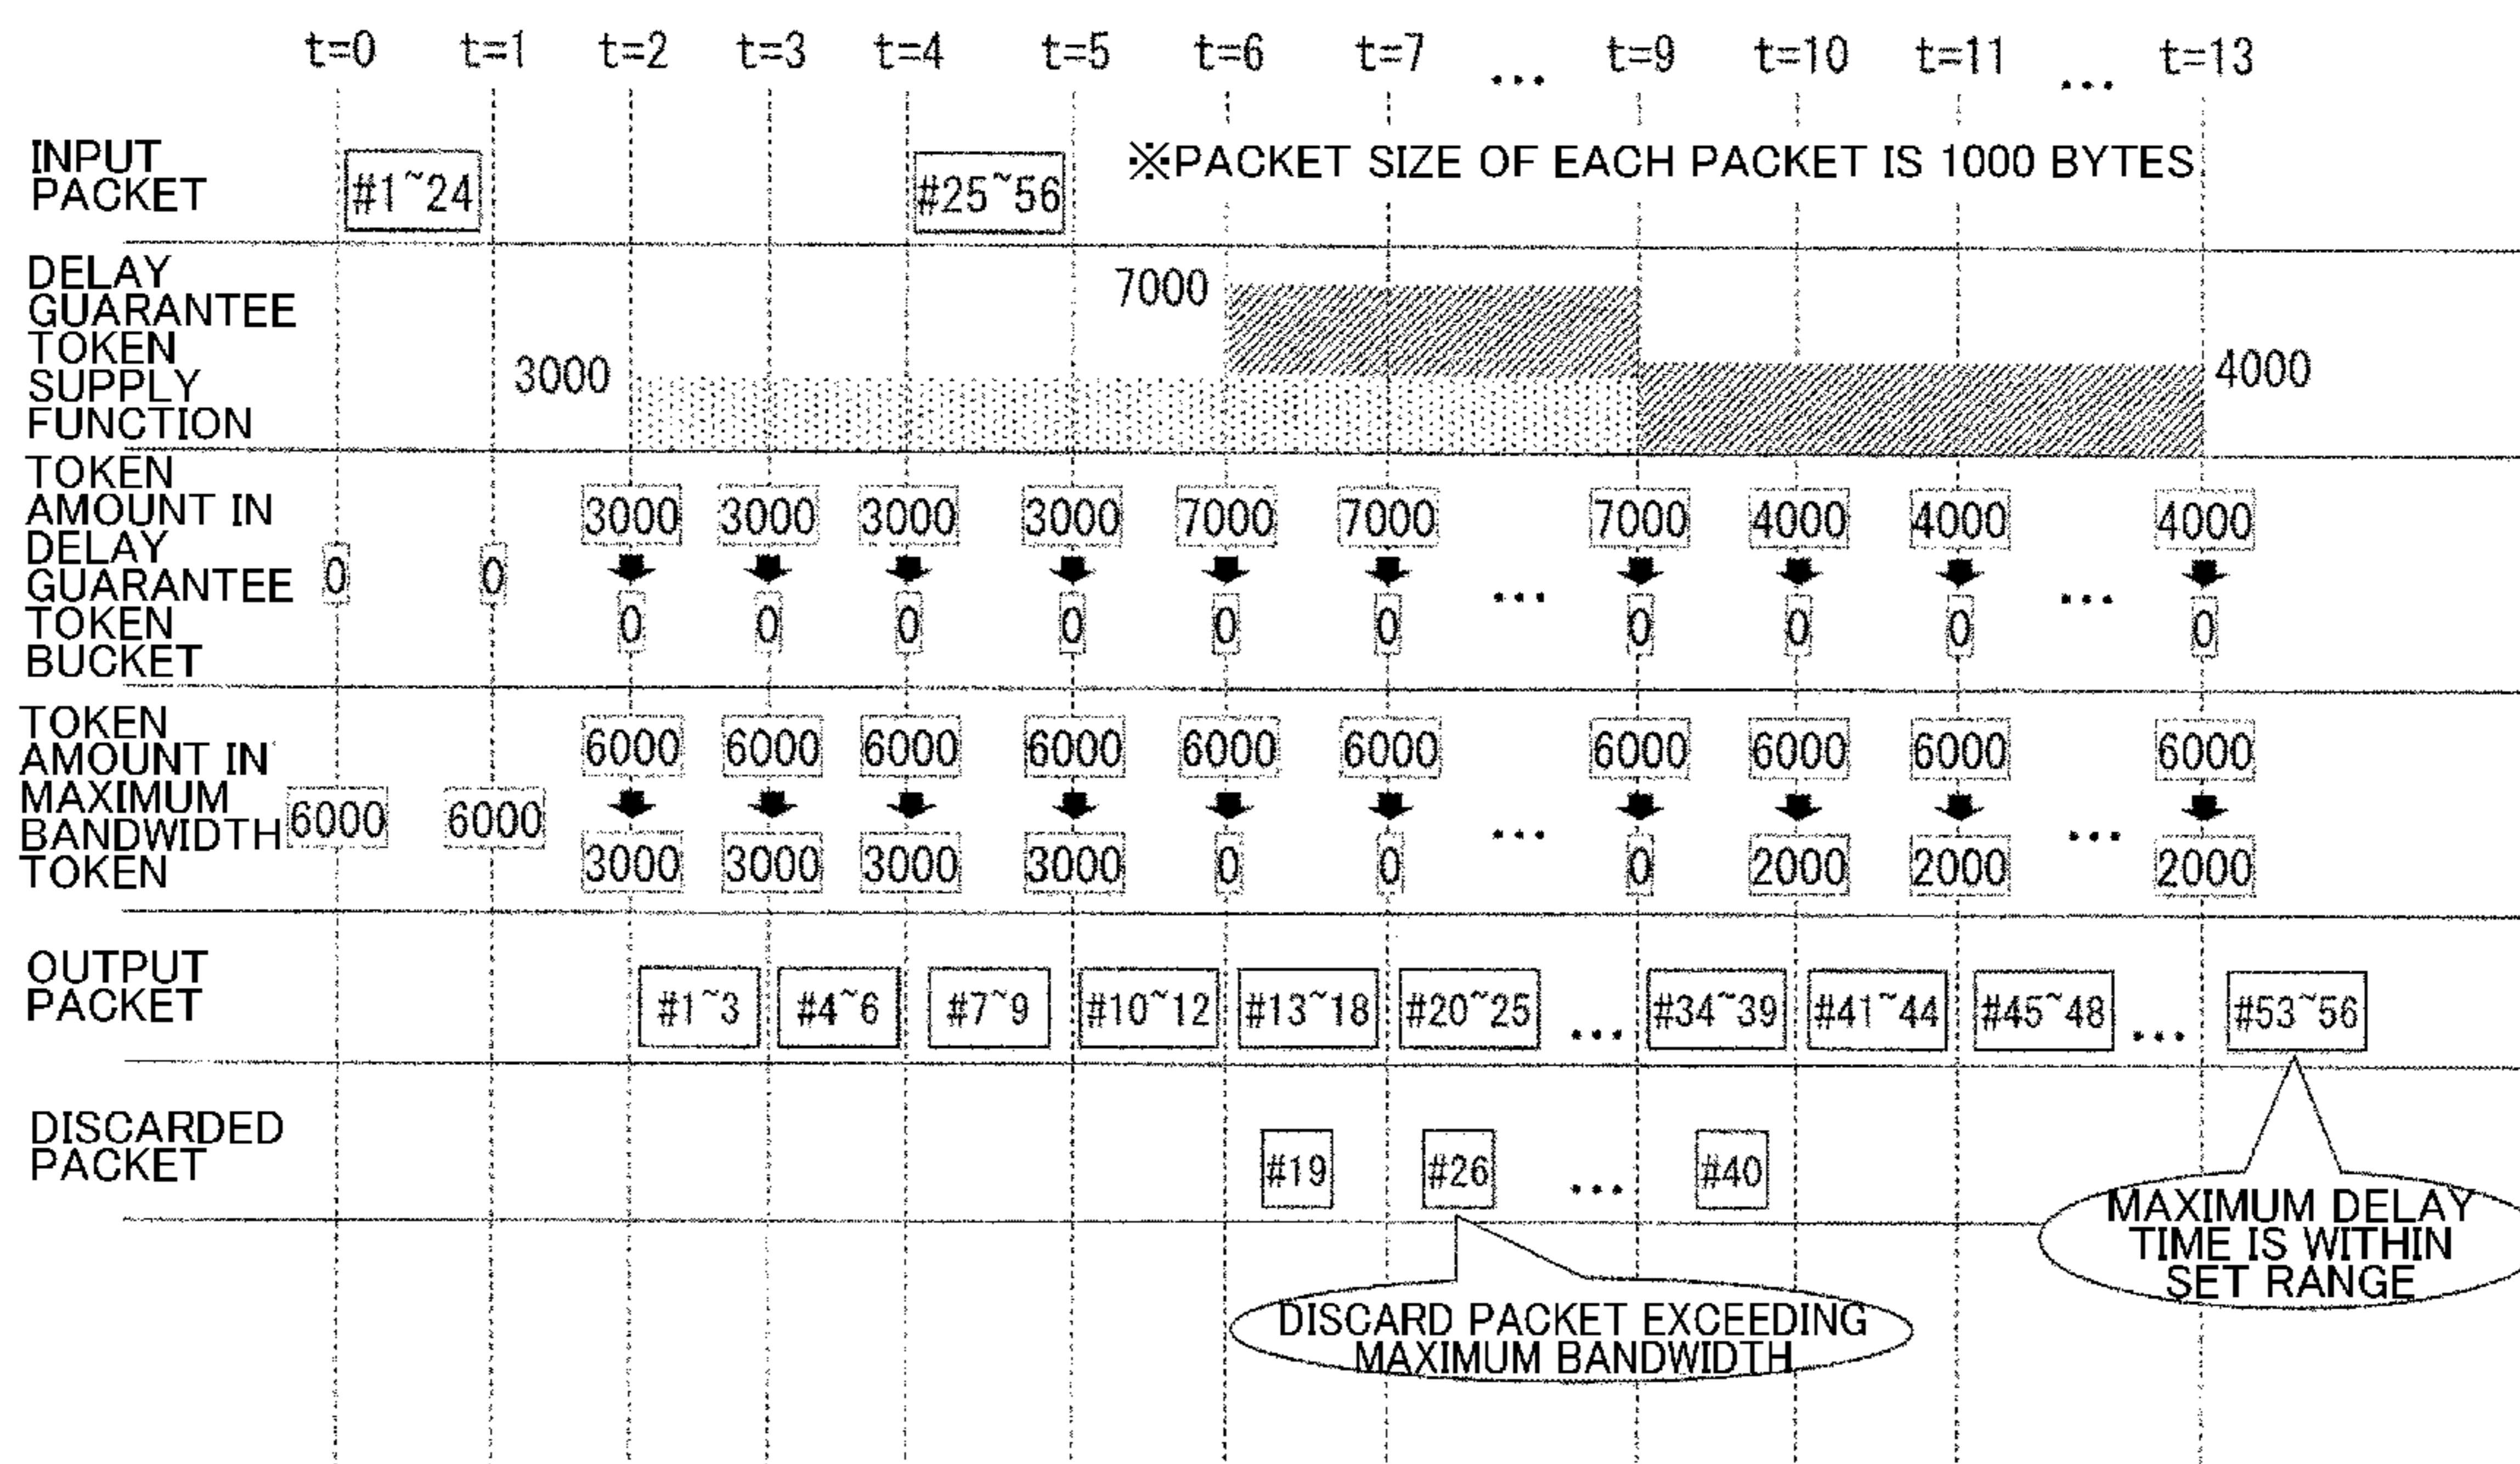 t=0 t=1 t=2 t=3 t=4 t=5 t=6 t=7 ... t=9 t=10 t=11 ... t=13
INPUT
PACKET
#1~24 #25~56
※PACKET SIZE OF EACH PACKET IS 1000 BYTES
DELAY
GUARANTEE
TOKEN
SUPPLY
FUNCTION
3000 7000 4000
TOKEN
AMOUNT IN
DELAY
GUARANTEE
TOKEN
BUCKET
3000 3000 3000 3000 7000 7000 7000 4000 4000 4000
0 0
0 0 0 0 0 0 ... 0 0 0 ... 0
TOKEN
AMOUNT IN
MAXIMUM
BANDWIDTH
TOKEN
6000 6000 6000 6000 6000 6000 6000 6000 6000 6000
6000 6000
3000 3000 3000 3000 0 0 ... 0 2000 2000 ... 2000
OUTPUT
PACKET
#1~3 #4~6 #7~9 #10~12 #13~18 #20~25 ... #34~39 #41~44 #45~48 ... #53~56
DISCARDED
PACKET
#19 #26 ... #40
MAXIMUM DELAY
TIME IS WITHIN
SET RANGE
DISCARD PACKET EXCEEDING
MAXIMUM BANDWIDTH